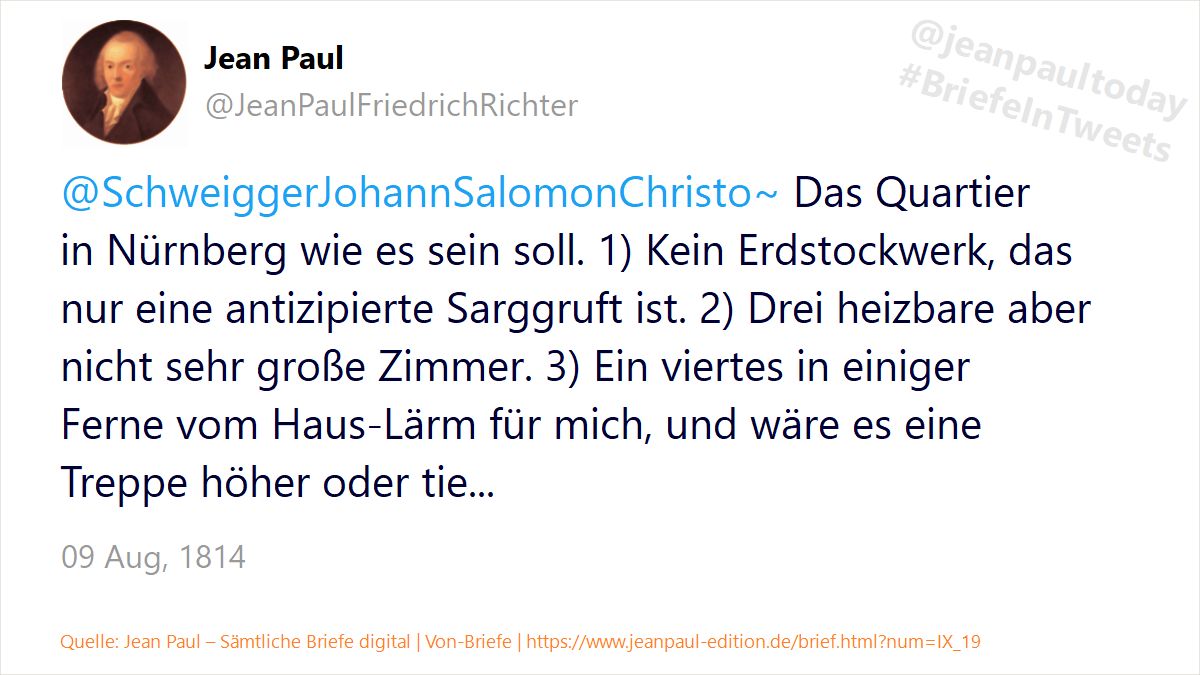 Jean Paul
@JeanPaulFriedrichRichter
@jeanpaultoday
#BriefeInTweets
@SchweiggerJohannSalomonChristo~ Das Quartier
in Nürnberg wie es sein soll. 1) Kein Erdstockwerk, das
nur eine antizipierte Sarggruft ist. 2) Drei heizbare aber
nicht sehr große Zimmer. 3) Ein viertes in einiger
Ferne vom Haus-Lärm für mich, und wäre es eine
Treppe höher oder tie...
09 Aug, 1814
Quelle: Jean Paul – Sämtliche Briefe digital | Von-Briefe | https://www.jeanpaul-edition.de/brief.html?num=IX_19